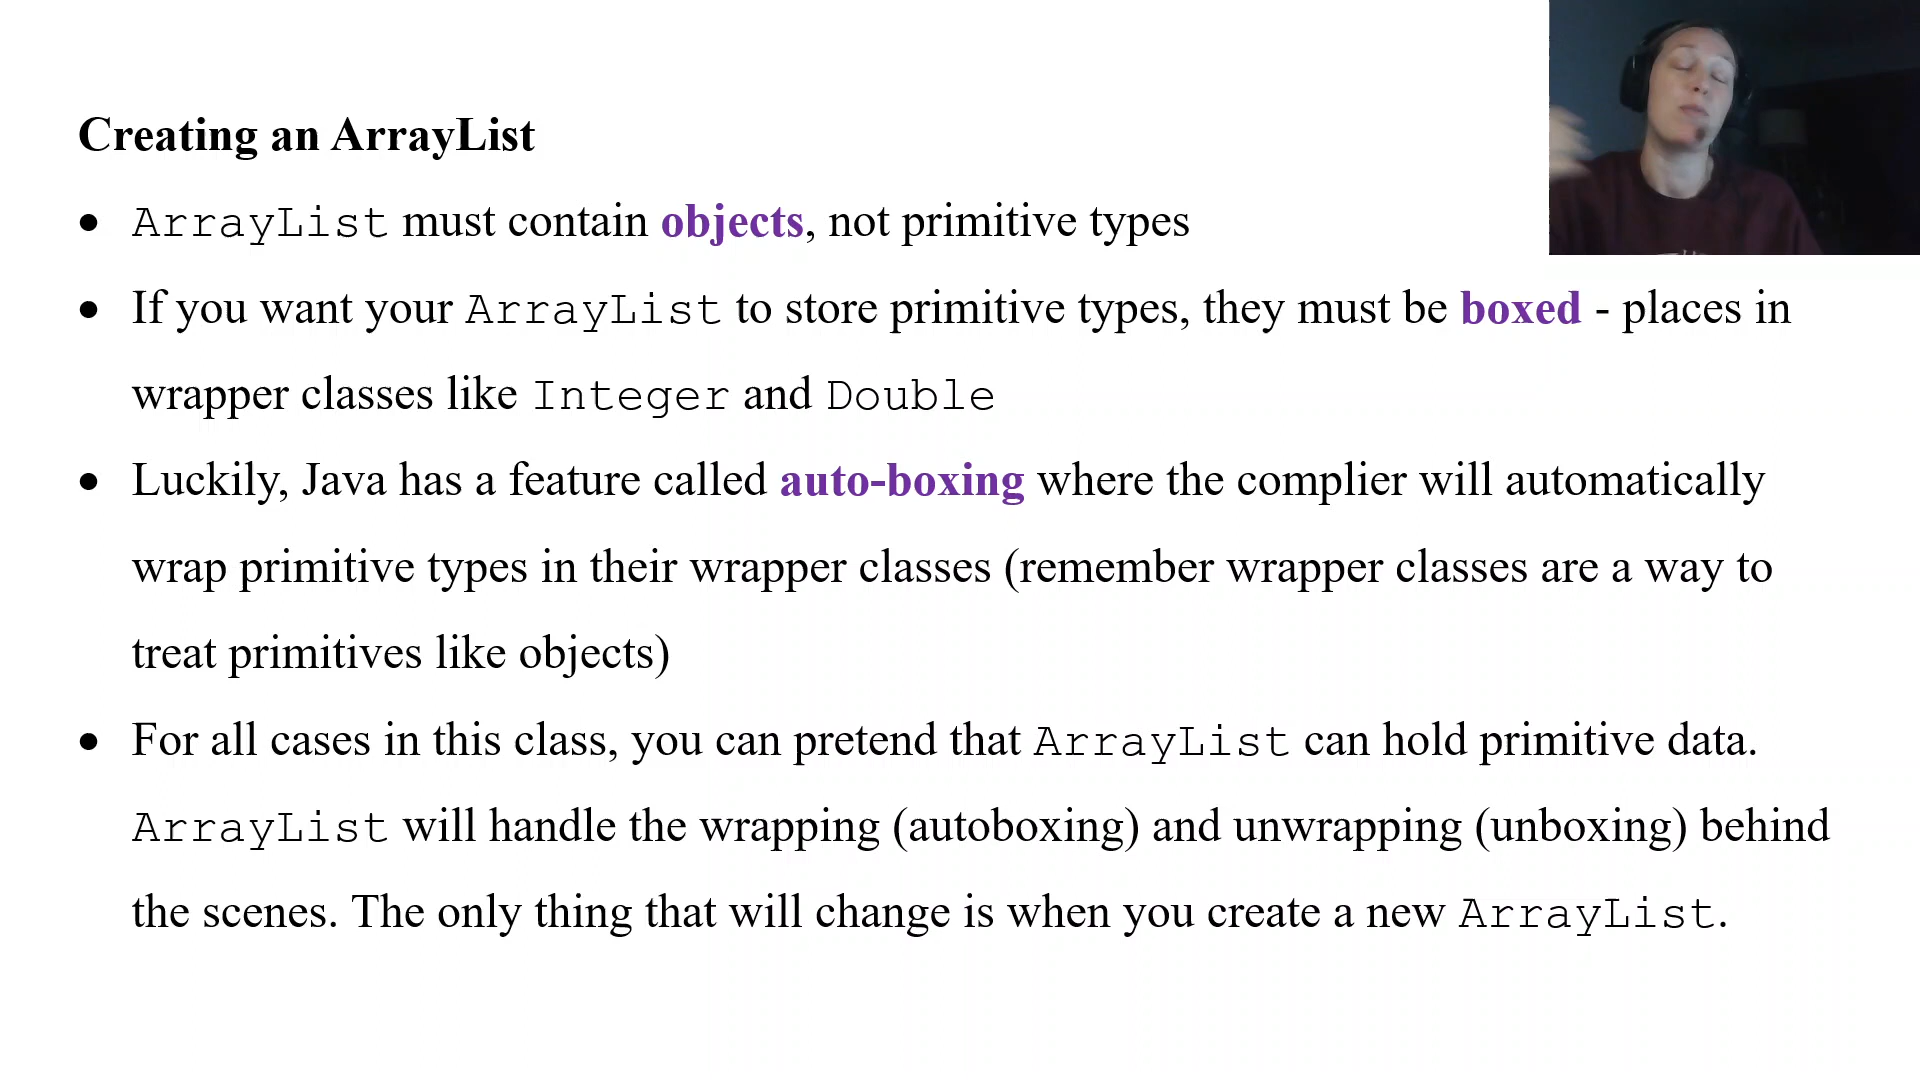 Creating an ArrayList
● ArrayList must contain objects, not primitive types
● If you want your ArrayList to store primitive types, they must be boxed - places in
wrapper classes like Integer and Double
● Luckily, Java has a feature called auto-boxing where the complier will automatically
wrap primitive types in their wrapper classes (remember wrapper classes are a way to
treat primitives like objects)
● For all cases in this class, you can pretend that ArrayList can hold primitive data.
ArrayList will handle the wrapping (autoboxing) and unwrapping (unboxing) behind
the scenes. The only thing that will change is when you create a new ArrayList.